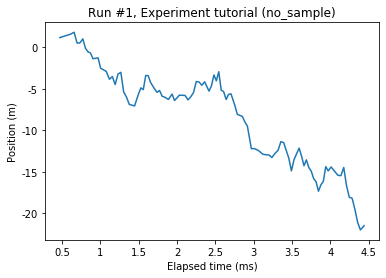 Run #1, Experiment tutorial (no_sample)
Position (m)
0
-5
-10
-15
-20
0.5 1 1.5 2 2.5 3 3.5 4 4.5
Elapsed time (ms)